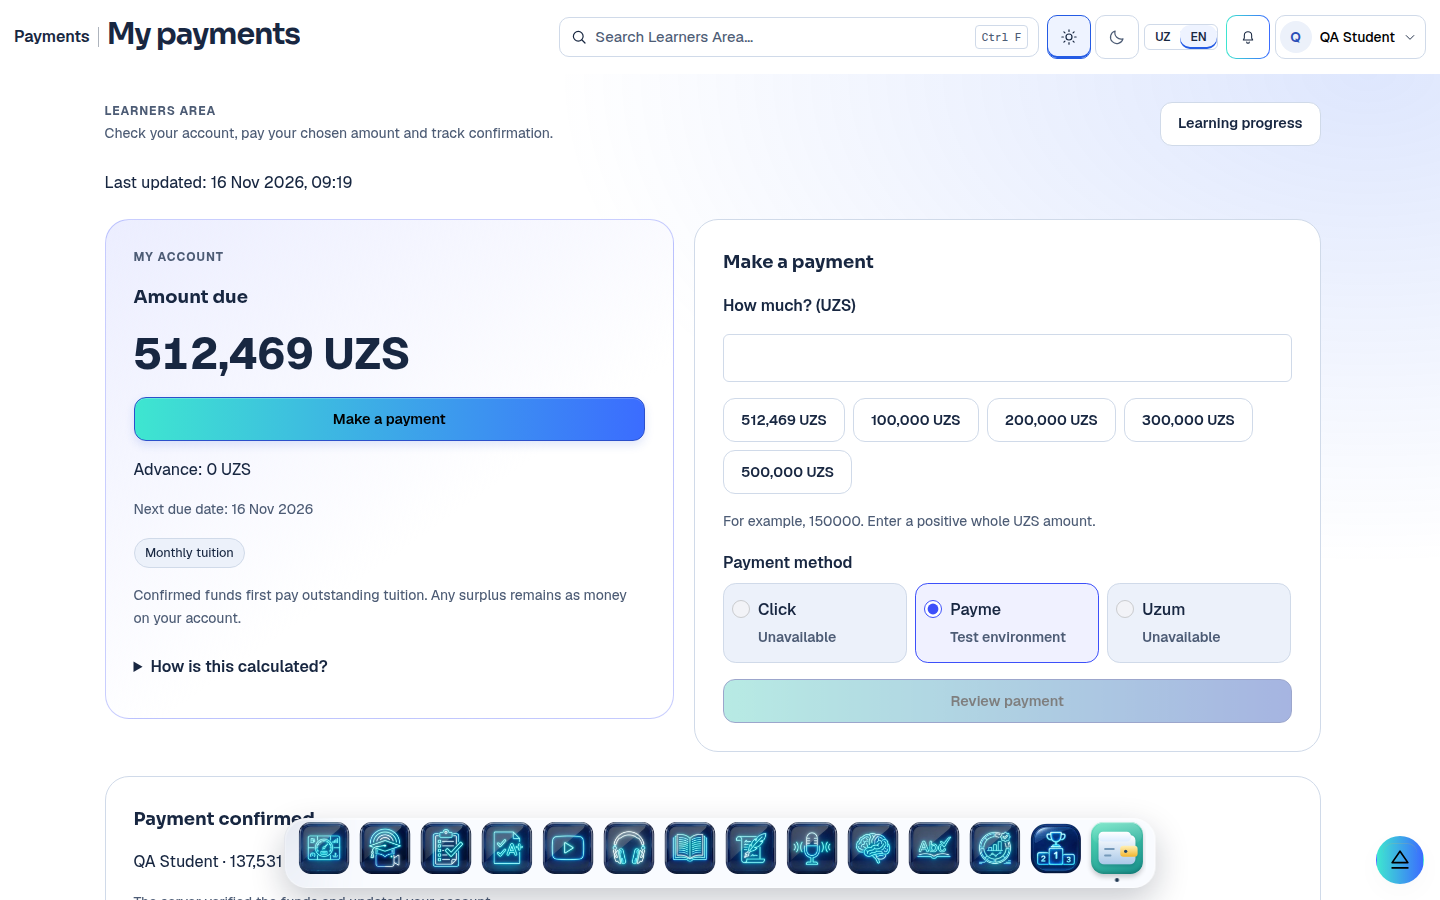 Payments
My payments
Search Learners Area...
Ctrl F
UZ
EN
Q
QA Student
LEARNERS AREA
Check your account, pay your chosen amount and track confirmation.
Learning progress
Last updated: 16 Nov 2026, 09:19
MY ACCOUNT
Amount due
512,469 UZS
Make a payment
Advance: 0 UZS
Next due date: 16 Nov 2026
Monthly tuition
Confirmed funds first pay outstanding tuition. Any surplus remains as money
on your account.
How is this calculated?
Make a payment
How much? (UZS)
512,469 UZS
100,000 UZS
200,000 UZS
300,000 UZS
500,000 UZS
For example, 150000. Enter a positive whole UZS amount.
Payment method
Click
Unavailable
Payme
Test environment
Uzum
Unavailable
Review payment
Payment confirmed
QA Student · 137,531
A+
Abc
2 1 3